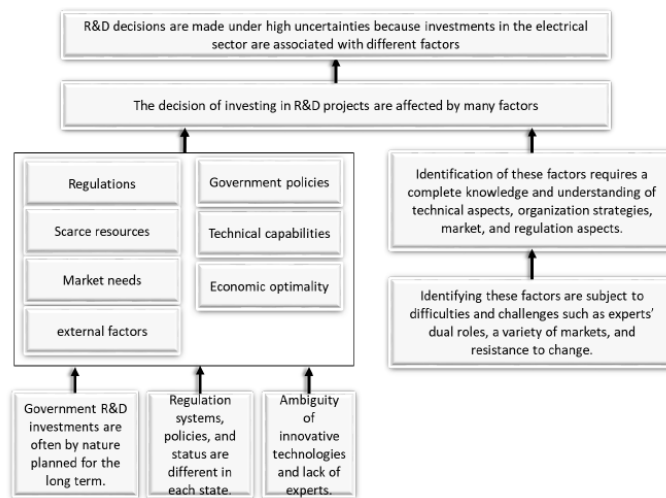 R&D decisions are made under high uncertainties because investments in the electrical
sector are associated with different factors
The decision of investing in R&D projects are affected by many factors
Regulations
Scarce resources
Market needs
external factors
Government policies
Technical capabilities
Economic optimality
Identification of these factors requires a
complete knowledge and understanding of
technical aspects, organization strategies,
market, and regulation aspects.
Identifying these factors are subject to
difficulties and challenges such as experts'
dual roles, a variety of markets, and
resistance to change.
Government R&D
investments are
often by nature
planned for the
long term.
Regulation
systems,
policies, and
status are
different in
each state.
Ambiguity
of
innovative
technologies
and lack of
experts.